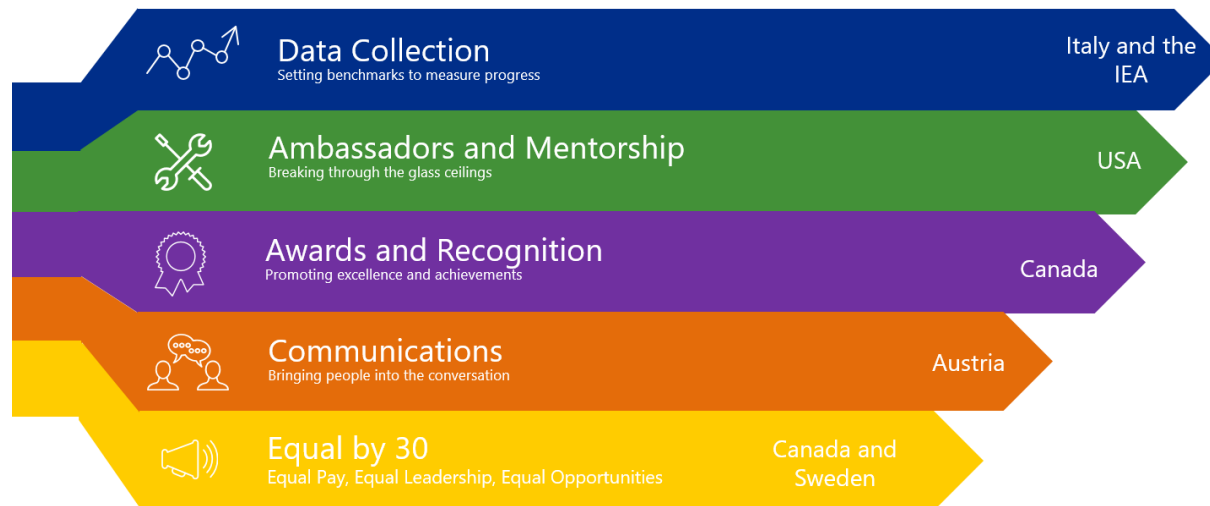 Data Collection
Setting benchmarks to measure progress
Italy and the
IEA
Ambassadors and Mentorship
Breaking through the glass ceilings
USA
Awards and Recognition
Promoting excellence and achievements
Canada
Communications
Bringing people into the conversation
Austria
Equal by 30
Equal Pay, Equal Leadership, Equal Opportunities
Canada and
Sweden